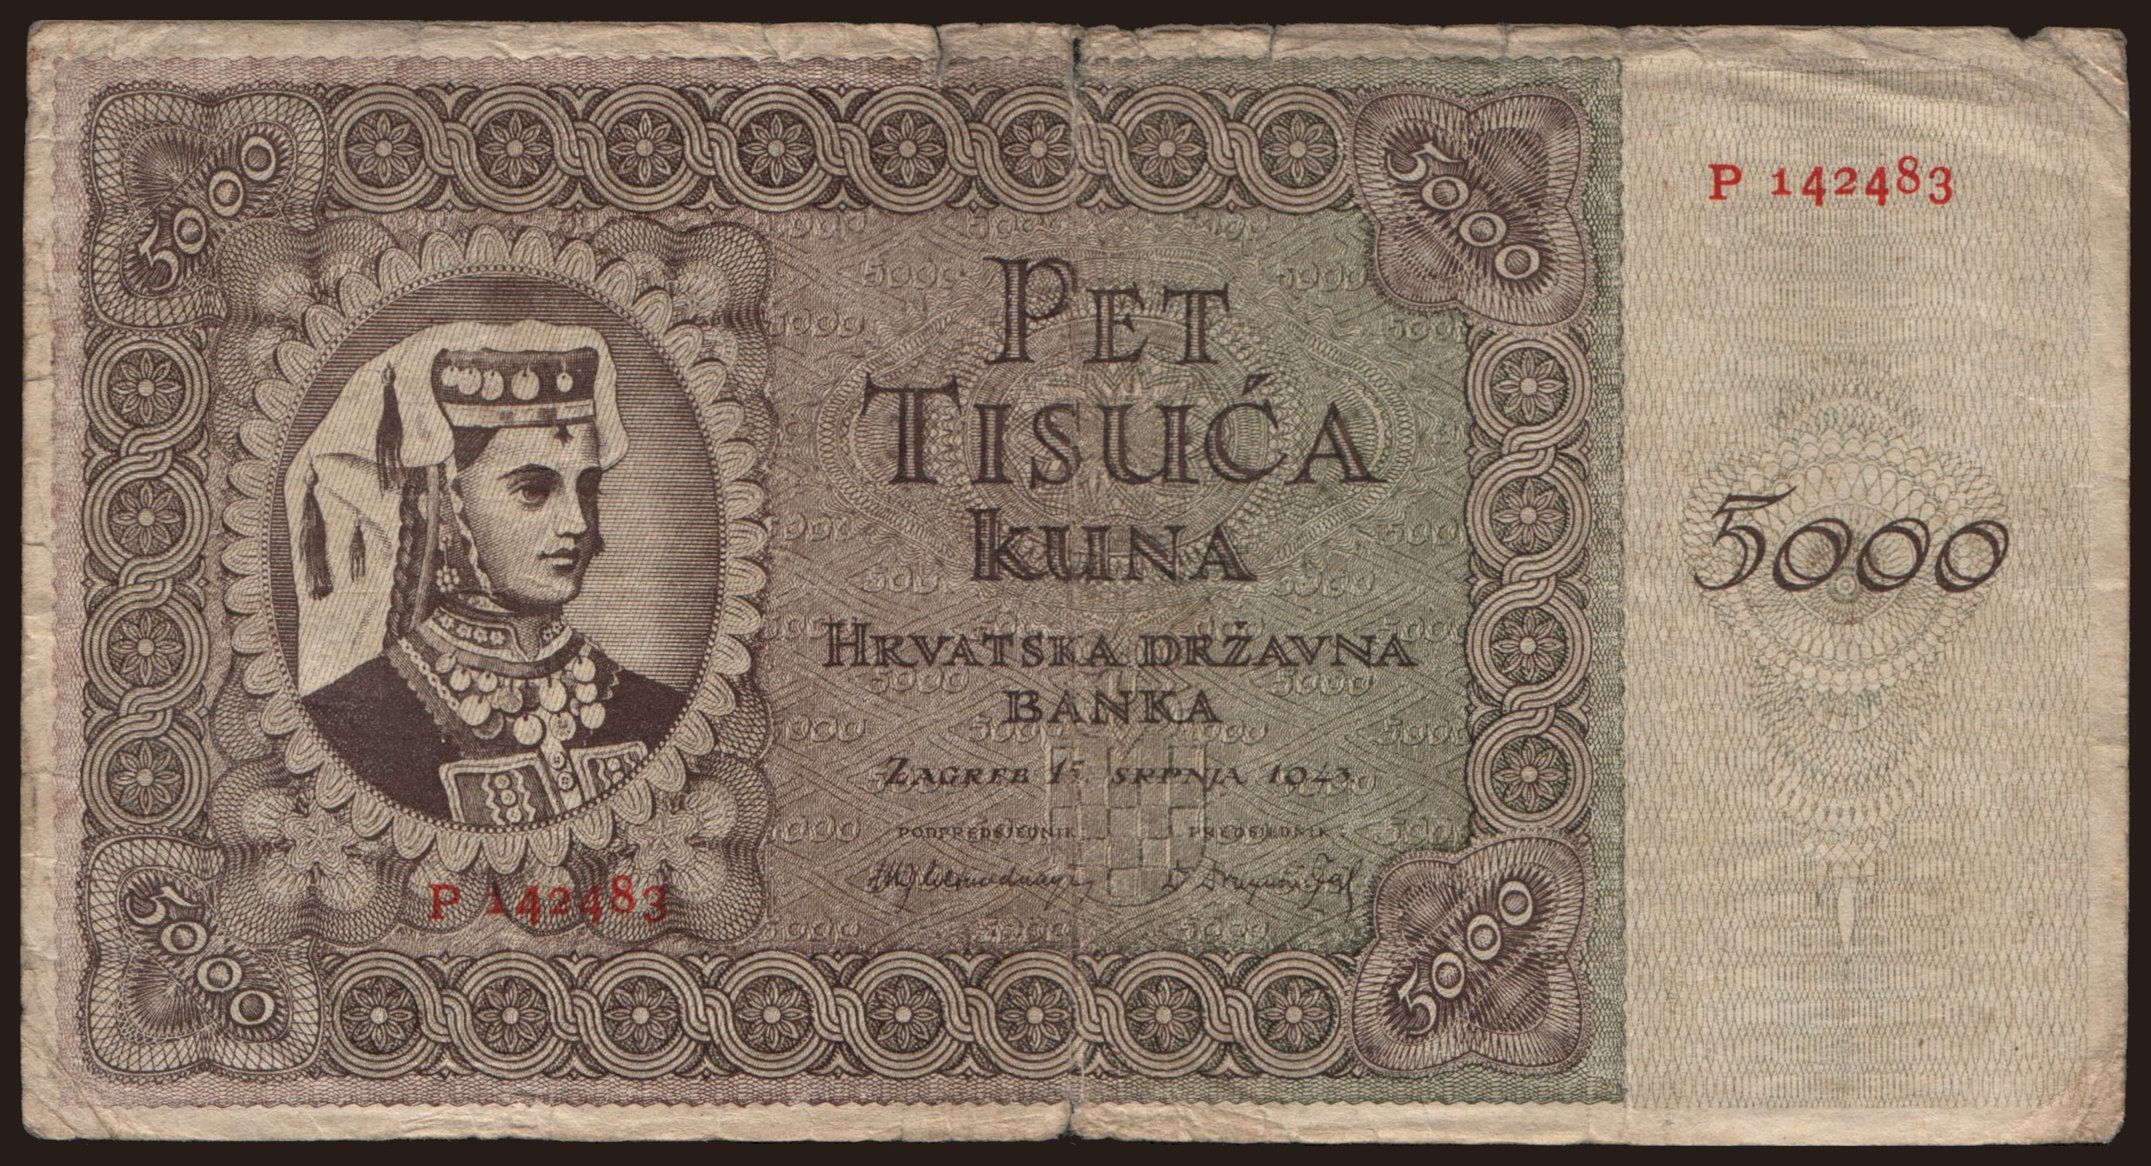 5000
5000
P 142483
PET
TISUĆA
KUNA
5000
HRVATSKA DRŽAVNA
BANKA
ZAGREB 15. SRPNJA 1943.
PODPREDSJEDNIK: PREDSJEDNIK:
P 142483
5000
5000